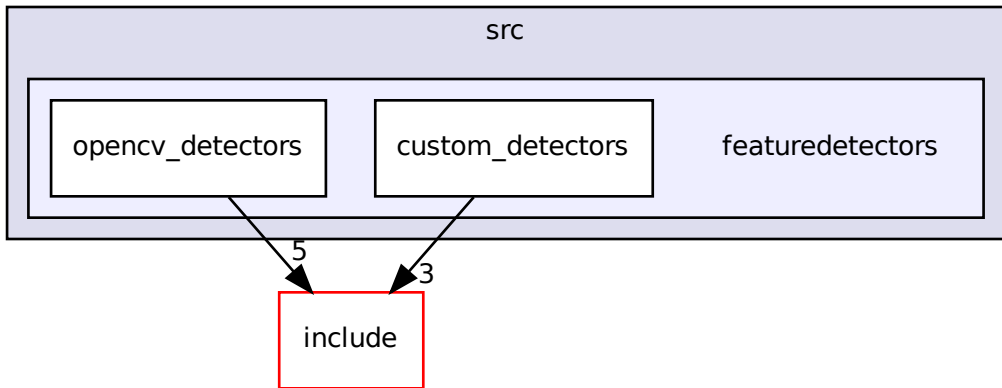 src
opencv_detectors
custom_detectors
featuredetectors
5
3
include